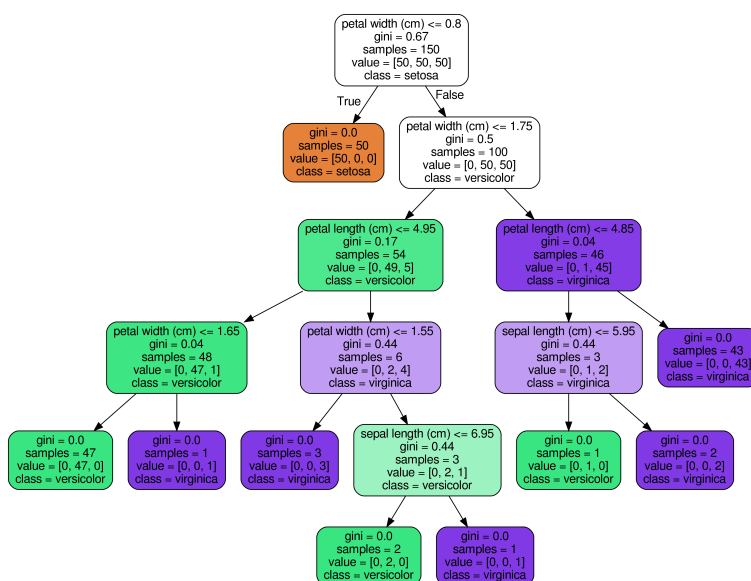 petal width (cm) <= 0.8
gini = 0.67
samples = 150
value = [50, 50, 50]
class = setosa
True
False
gini = 0.0
samples = 50
value = [50, 0, 0]
class = setosa
petal width (cm) <= 1.75
gini = 0.5
samples = 100
value = [0, 50, 50]
class = versicolor
petal length (cm) <= 4.95
gini = 0.17
samples = 54
value = [0, 49, 5]
class = versicolor
petal length (cm) <= 4.85
gini = 0.04
samples = 46
value = [0, 1, 45]
class = virginica
petal width (cm) <= 1.65
gini = 0.04
samples = 48
value = [0, 47, 1]
class = versicolor
petal width (cm) <= 1.55
gini = 0.44
samples = 6
value = [0, 2, 4]
class = virginica
sepal length (cm) <= 5.95
gini = 0.44
samples = 3
value = [0, 1, 2]
class = virginica
gini = 0.0
samples = 43
value = [0, 0, 43]
class = virginica
gini = 0.0
samples = 47
value = [0, 47, 0]
class = versicolor
gini = 0.0
samples = 1
value = [0, 0, 1]
class = virginica
gini = 0.0
samples = 3
value = [0, 0, 3]
class = virginica
sepal length (cm) <= 6.95
gini = 0.44
samples = 3
value = [0, 2, 1]
class = versicolor
gini = 0.0
samples = 1
value = [0, 1, 0]
class = versicolor
gini = 0.0
samples = 2
value = [0, 0, 2]
class = virginica
gini = 0.0
samples = 2
value = [0, 2, 0]
class = versicolor
gini = 0.0
samples = 1
value = [0, 0, 1]
class = virginica